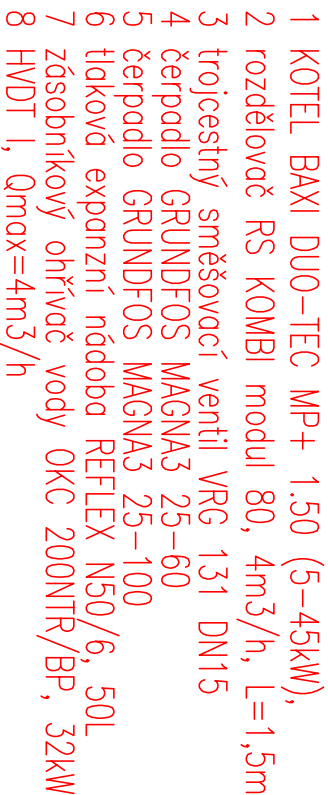 1 KOTEL BAXI DUO-TEC MP+ 1.50 (5-45kW),
2 rozdělovač RS KOMBI modul 80, 4m3/h, L=1,5m
3 trojcestný směšovací ventil VRG 131 DN15
4 čerpadlo GRUNDFOS MAGNA3 25-60
5 čerpadlo GRUNDFOS MAGNA3 25-100
6 tlaková expanzní nádoba REFLEX N50/6, 50L
7 zásobníkový ohřívač vody OKC 200NTR/BP, 32kW
8 HVDT I, Qmax=4m3/h